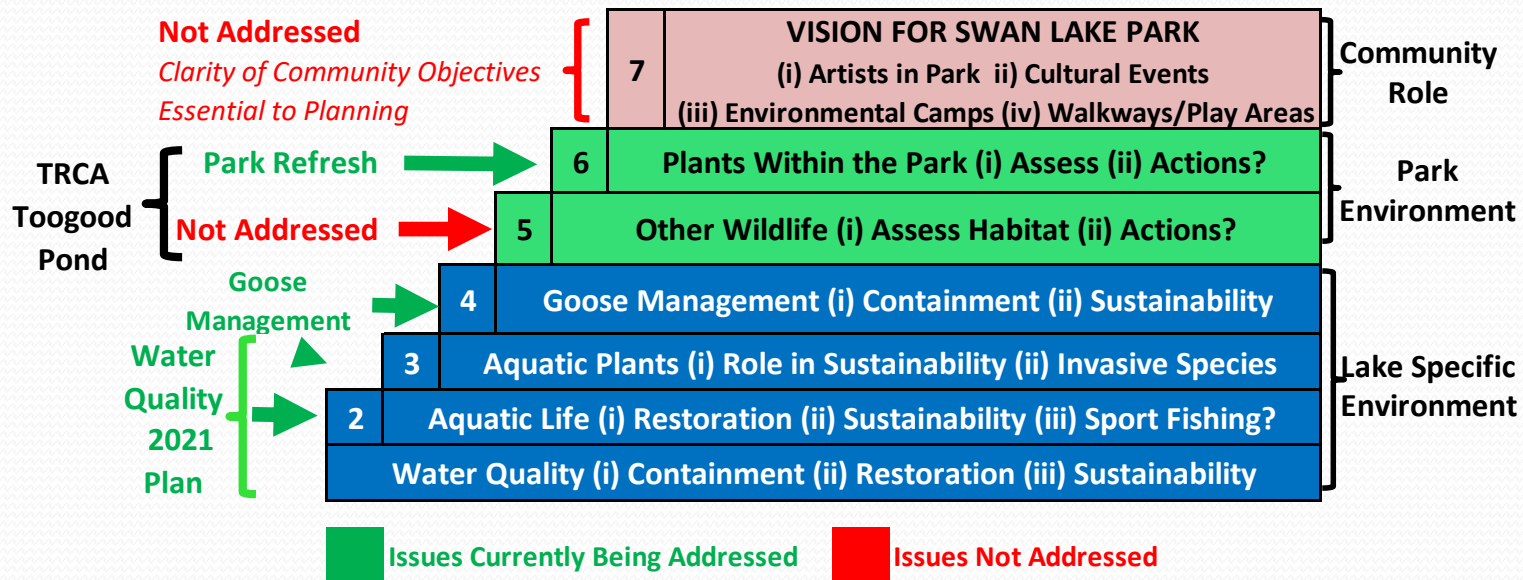 Not Addressed
Clarity of Community Objectives
Essential to Planning
7
VISION FOR SWAN LAKE PARK
(i) Artists in Park ii) Cultural Events
(iii) Environmental Camps (iv) Walkways/Play Areas
Community
Role
TRCA
Toogood
Pond
Park Refresh
6
Plants Within the Park (i) Assess (ii) Actions?
Park
Environment
Not Addressed
5
Other Wildlife (i) Assess Habitat (ii) Actions?
Goose
Management
4
Goose Management (i) Containment (ii) Sustainability
Water
Quality
2021
Plan
3
Aquatic Plants (i) Role in Sustainability (ii) Invasive Species
2
Aquatic Life (i) Restoration (ii) Sustainability (iii) Sport Fishing?
Water Quality (i) Containment (ii) Restoration (iii) Sustainability
Lake Specific
Environment
Issues Currently Being Addressed
Issues Not Addressed